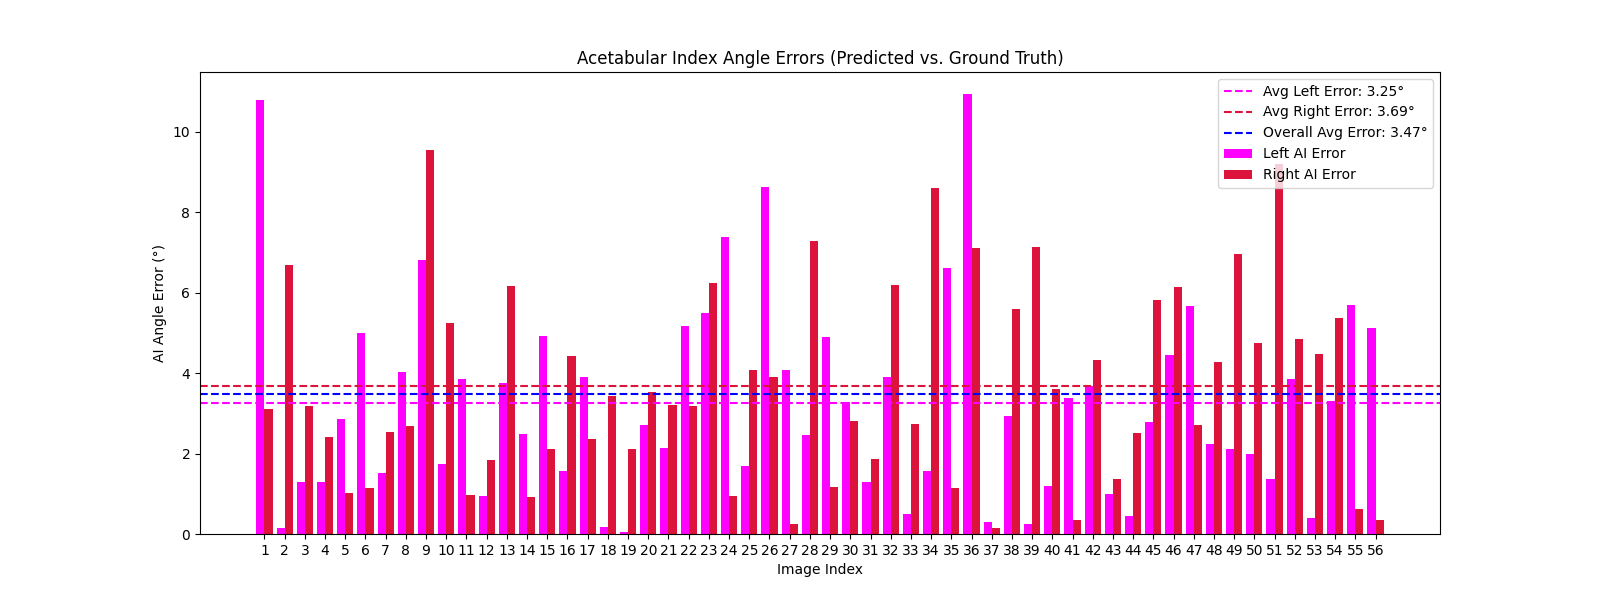 Acetabular Index Angle Errors (Predicted vs. Ground Truth)
Avg Left Error: 3.25°
Avg Right Error: 3.69°
Overall Avg Error: 3.47°
Left AI Error
Right AI Error
AI Angle Error (°)
10
8
6
4
2
0
1 2 3 4 5 6 7 8 9 10 11 12 13 14 15 16 17 18 19 20 21 22 23 24 25 26 27 28 29 30 31 32 33 34 35 36 37 38 39 40 41 42 43 44 45 46 47 48 49 50 51 52 53 54 55 56
Image Index